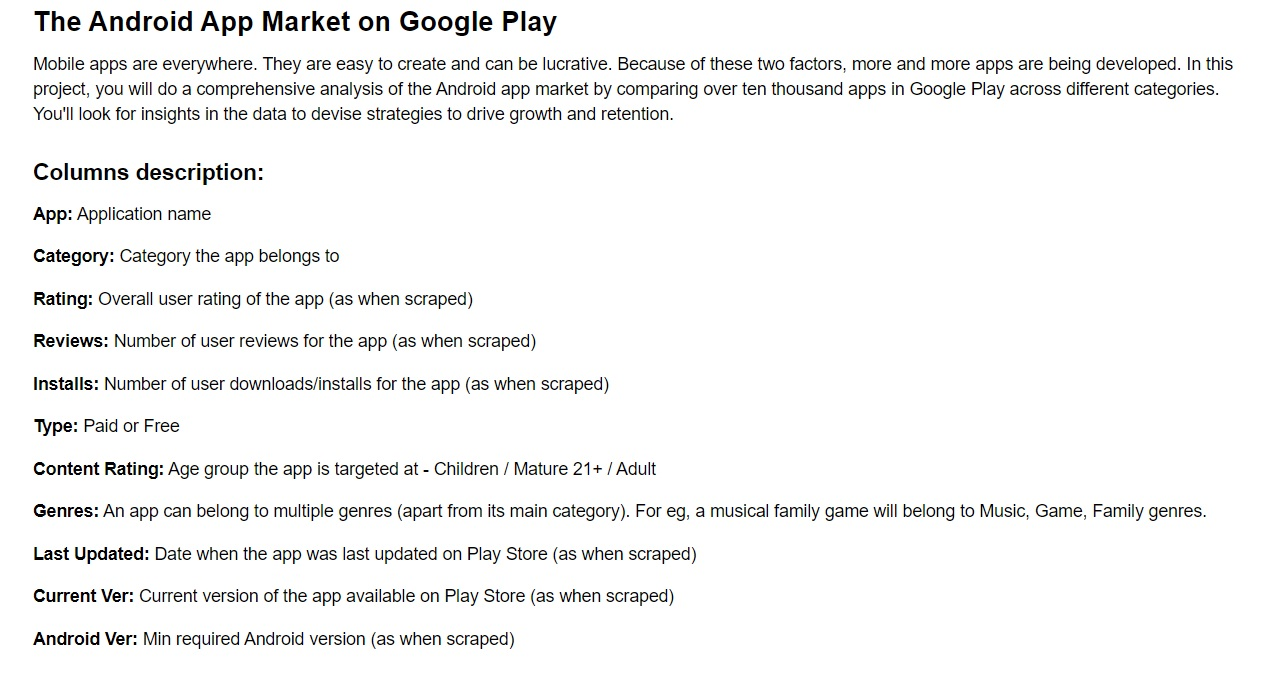 The Android App Market on Google Play
Mobile apps are everywhere. They are easy to create and can be lucrative. Because of these two factors, more and more apps are being developed. In this
project, you will do a comprehensive analysis of the Android app market by comparing over ten thousand apps in Google Play across different categories.
You'll look for insights in the data to devise strategies to drive growth and retention.
Columns description:
App: Application name
Category: Category the app belongs to
Rating: Overall user rating of the app (as when scraped)
Reviews: Number of user reviews for the app (as when scraped)
Installs: Number of user downloads/installs for the app (as when scraped)
Type: Paid or Free
Content Rating: Age group the app is targeted at - Children / Mature 21+ / Adult
Genres: An app can belong to multiple genres (apart from its main category). For eg, a musical family game will belong to Music, Game, Family genres.
Last Updated: Date when the app was last updated on Play Store (as when scraped)
Current Ver: Current version of the app available on Play Store (as when scraped)
Android Ver: Min required Android version (as when scraped)